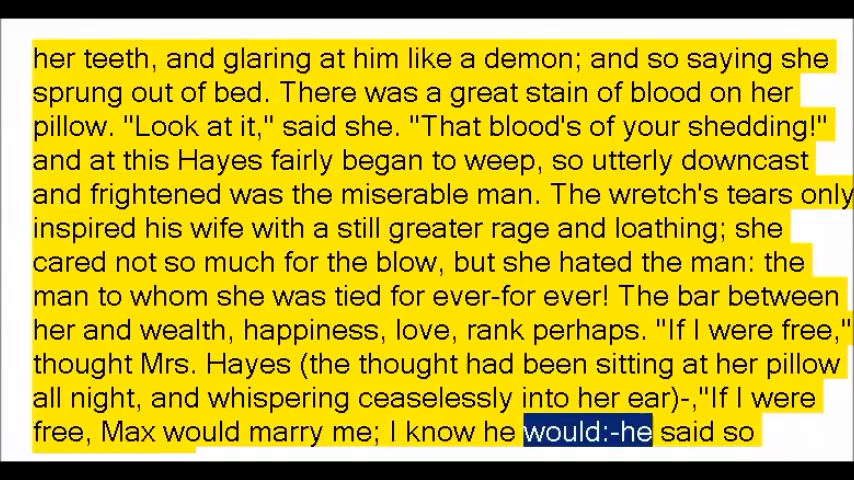 her teeth, and glaring at him like a demon; and so saying she
sprung out of bed. There was a great stain of blood on her
pillow. "Look at it," said she. "That blood's of your shedding!"
and at this Hayes fairly began to weep, so utterly downcast
and frightened was the miserable man. The wretch's tears only
inspired his wife with a still greater rage and loathing; she
cared not so much for the blow, but she hated the man: the
man to whom she was tied for ever-for ever! The bar between
her and wealth, happiness, love, rank perhaps. "If I were free,"
thought Mrs. Hayes (the thought had been sitting at her pillow
all night, and whispering ceaselessly into her ear)-,"If I were
free, Max would marry me; I know he would:-he said so